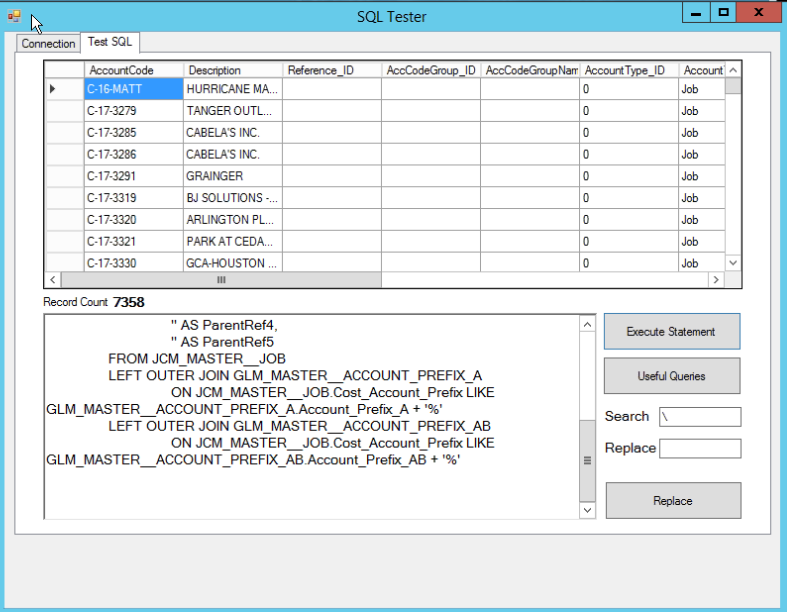 SQL Tester
Connection
Test SQL
AccountCode Description Reference_ID AccCodeGroup_ID AccCodeGroupNam AccountType_ID Account
C-16-MATT HURRICANE MA... 0 Job
C-17-3279 TANGER OUTL... 0 Job
C-17-3285 CABELA'S INC. 0 Job
C-17-3286 CABELA'S INC. 0 Job
C-17-3291 GRAINGER 0 Job
C-17-3319 BJ SOLUTIONS -... 0 Job
C-17-3320 ARLINGTON PL... 0 Job
C-17-3321 PARK AT CEDA... 0 Job
C-17-3330 GCA-HOUSTON ... 0 Job
Record Count 7358
'' AS ParentRef4,
'' AS ParentRef5
FROM JCM_MASTER__JOB
LEFT OUTER JOIN GLM_MASTER__ACCOUNT_PREFIX_A
ON JCM_MASTER__JOB.Cost_Account_Prefix LIKE
GLM_MASTER__ACCOUNT_PREFIX_A.Account_Prefix_A + '%'
LEFT OUTER JOIN GLM_MASTER__ACCOUNT_PREFIX_AB
ON JCM_MASTER__JOB.Cost_Account_Prefix LIKE
GLM_MASTER__ACCOUNT_PREFIX_AB.Account_Prefix_AB + '%'
Execute Statement
Useful Queries
Search \
Replace
Replace